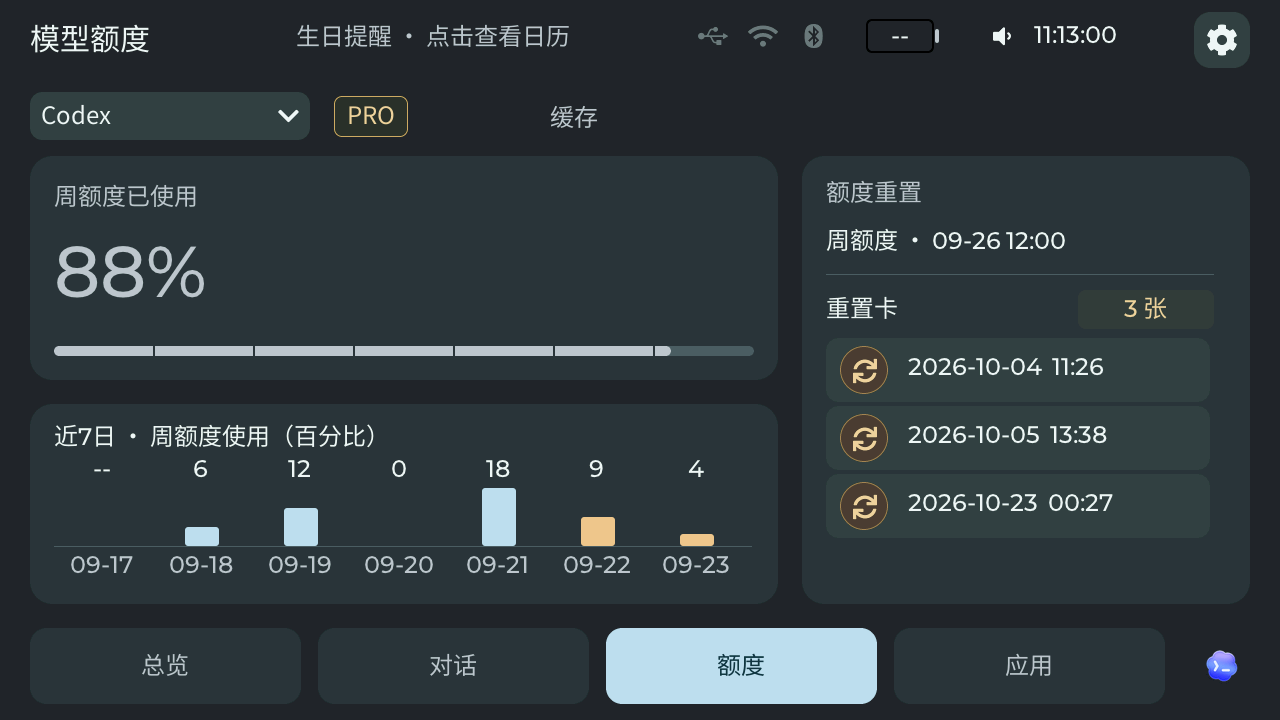 模型额度
生日提醒 · 点击查看日历
--
11:13:00
Codex
PRO
缓存
周额度已使用
88%
额度重置
周额度 · 09-26 12:00
重置卡
3 张
2026-10-04 11:26
2026-10-05 13:38
2026-10-23 00:27
近7日 · 周额度使用（百分比）
-- 6 12 0 18 9 4
09-17 09-18 09-19 09-20 09-21 09-22 09-23
总览
对话
额度
应用